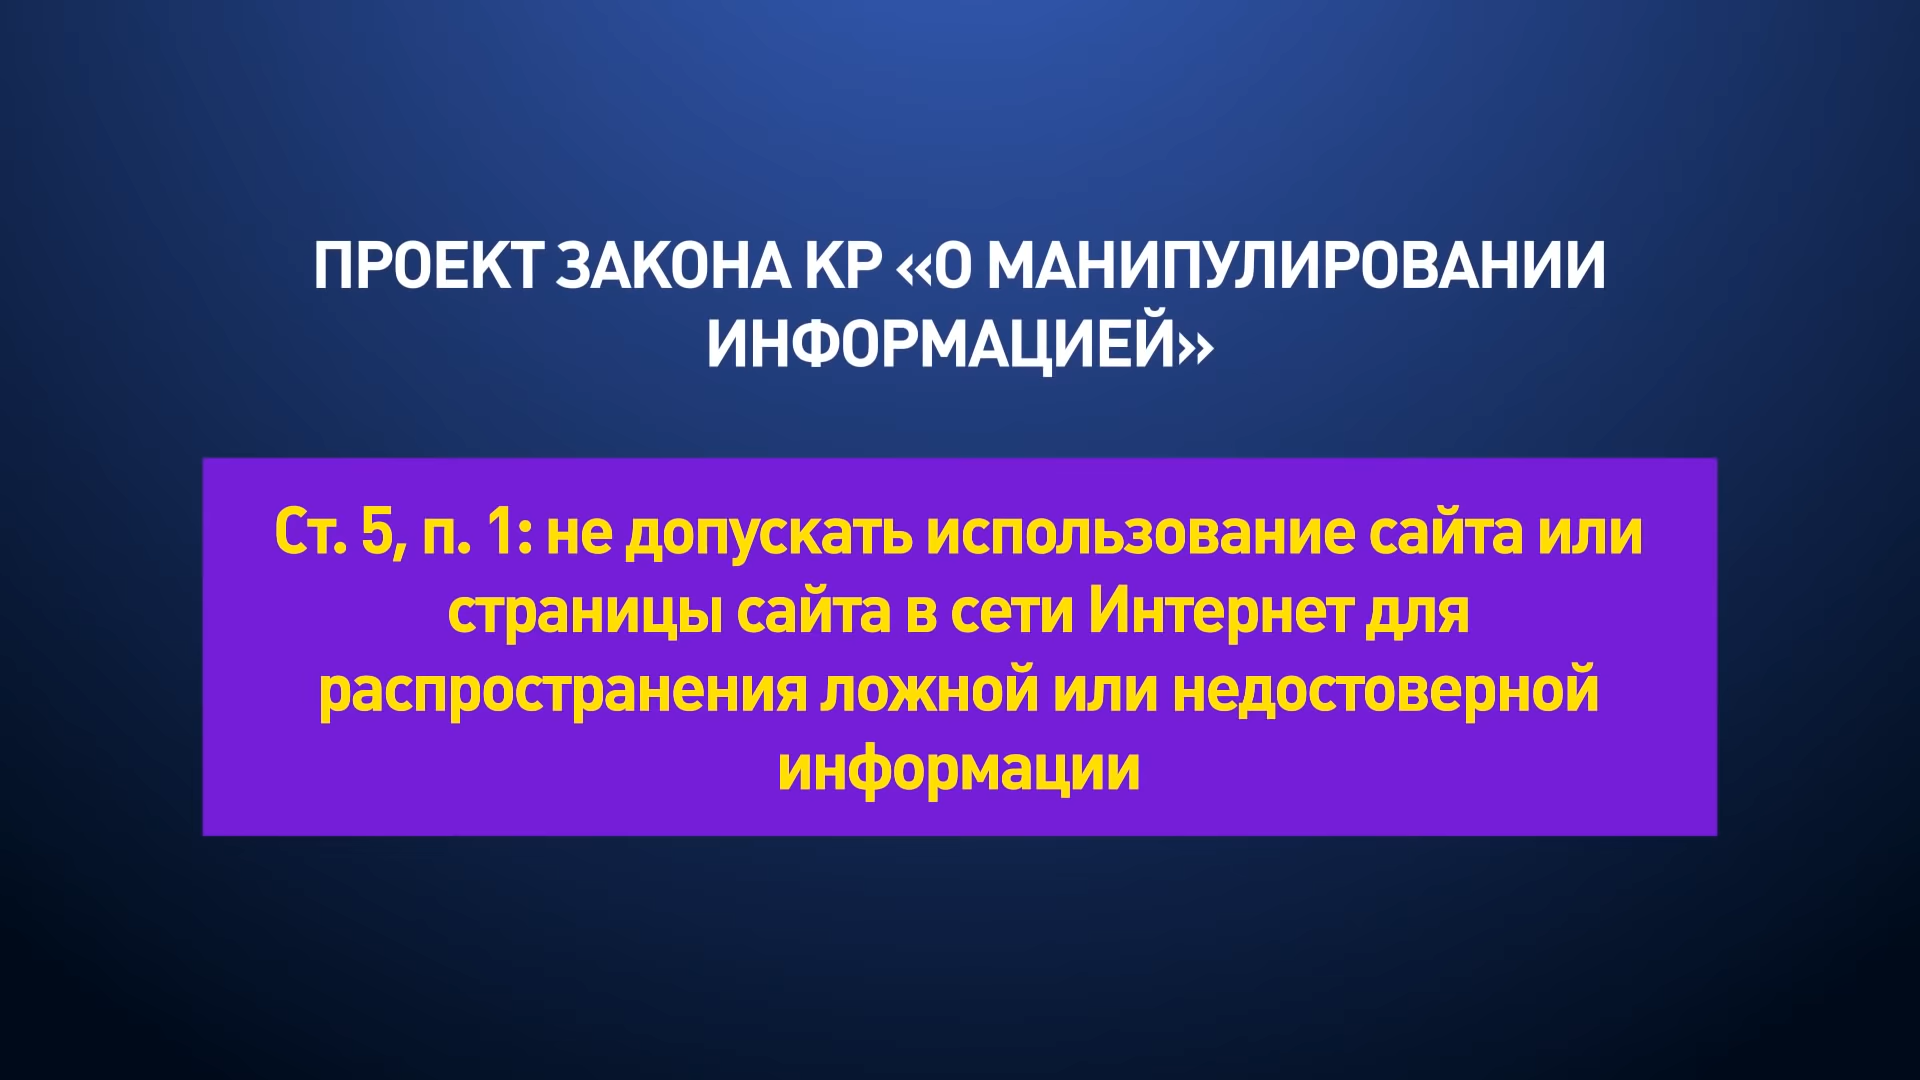 ПРОЕКТ ЗАКОНА КР «О МАНИПУЛИРОВАНИИ
ИНФОРМАЦИЕЙ»
Ст. 5, п. 1: не допускать использование сайта или
страницы сайта в сети Интернет для
распространения ложной или недостоверной
информации